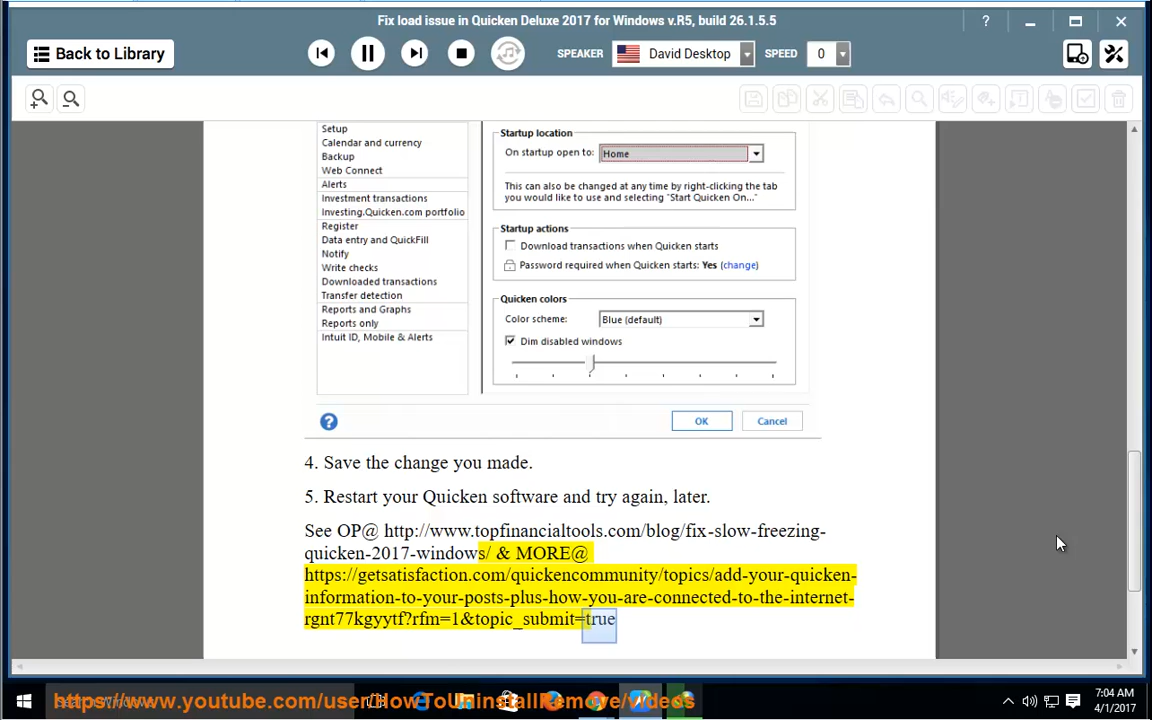 Fix load issue in Quicken Deluxe 2017 for Windows v.R5, build 26.1.5.5
Back to Library
SPEAKER
David Desktop
SPEED
0
Setup
Calendar and currency
Backup
Web Connect
Alerts
Investment transactions
Investing.Quicken.com portfolio
Register
Data entry and QuickFill
Notify
Write checks
Downloaded transactions
Transfer detection
Reports and Graphs
Reports only
Intuit ID, Mobile & Alerts
Startup location
On startup open to: Home
This can also be changed at any time by right-clicking the tab
you would like to use and selecting "Start Quicken On..."
Startup actions
Download transactions when Quicken starts
Password required when Quicken starts: Yes (change)
Quicken colors
Color scheme: Blue (default)
Dim disabled windows
OK
Cancel
4. Save the change you made.
5. Restart your Quicken software and try again, later.
See OP@ http://www.topfinancialtools.com/blog/fix-slow-freezing-
quicken-2017-windows/ & MORE@
https://getsatisfaction.com/quickencommunity/topics/add-your-quicken-
information-to-your-posts-plus-how-you-are-connected-to-the-internet-
rgnt77kgyytf?rfm=1&topic_submit=true
https://www.youtube.com/user/HowToUninstallRemove/videos
7:04 AM
4/1/2017